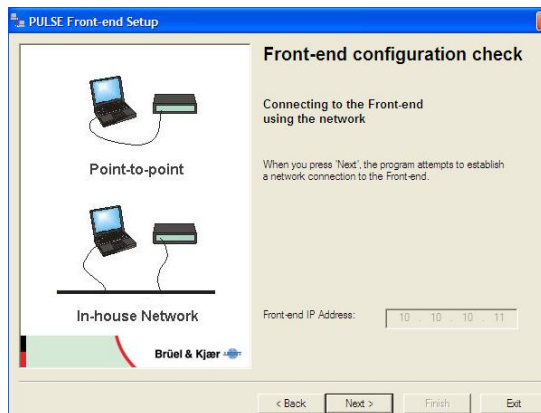 PULSE Front-end Setup
Point-to-point
In-house Network
Brüel & Kjær
Front-end configuration check
Connecting to the Front-end
using the network
When you press 'Next', the program attempts to establish
a network connection to the Front-end.
Front-end IP Address: 10 . 10 . 10 . 11
< Back Next > Finish Exit